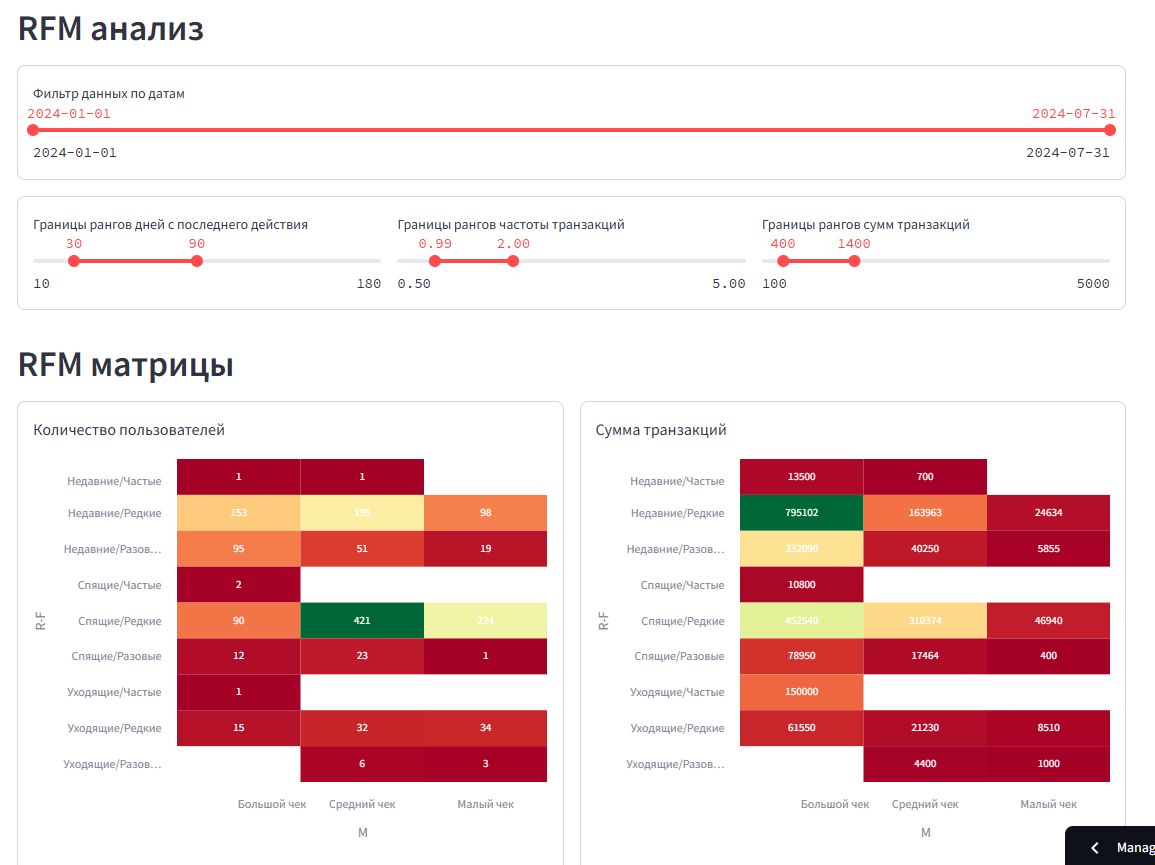 RFM анализ
Фильтр данных по датам
2024-01-01 2024-07-31
2024-01-01 2024-07-31
Границы рангов дней с последнего действия Границы рангов частоты транзакций Границы рангов сумм транзакций
30 90 0.99 2.00 400 1400
10 180 0.50 5.00 100 5000
RFM матрицы
Количество пользователей
Недавние/Частые 1 1
Недавние/Редкие 153 195 98
Недавние/Разов... 95 51 19
Спящие/Частые 2
Спящие/Редкие 90 421 224
Спящие/Разовые 12 23 1
Уходящие/Частые 1
Уходящие/Редкие 15 32 34
Уходящие/Разов... 6 3
R-F
Большой чек Средний чек Малый чек
M
Сумма транзакций
Недавние/Частые 13500 700
Недавние/Редкие 795102 163963 24634
Недавние/Разов... 332050 40250 5855
Спящие/Частые 10800
Спящие/Редкие 452540 310374 46940
Спящие/Разовые 78950 17464 400
Уходящие/Частые 150000
Уходящие/Редкие 61550 21230 8510
Уходящие/Разов... 4400 1000
R-F
Большой чек Средний чек Малый чек
M
Manag